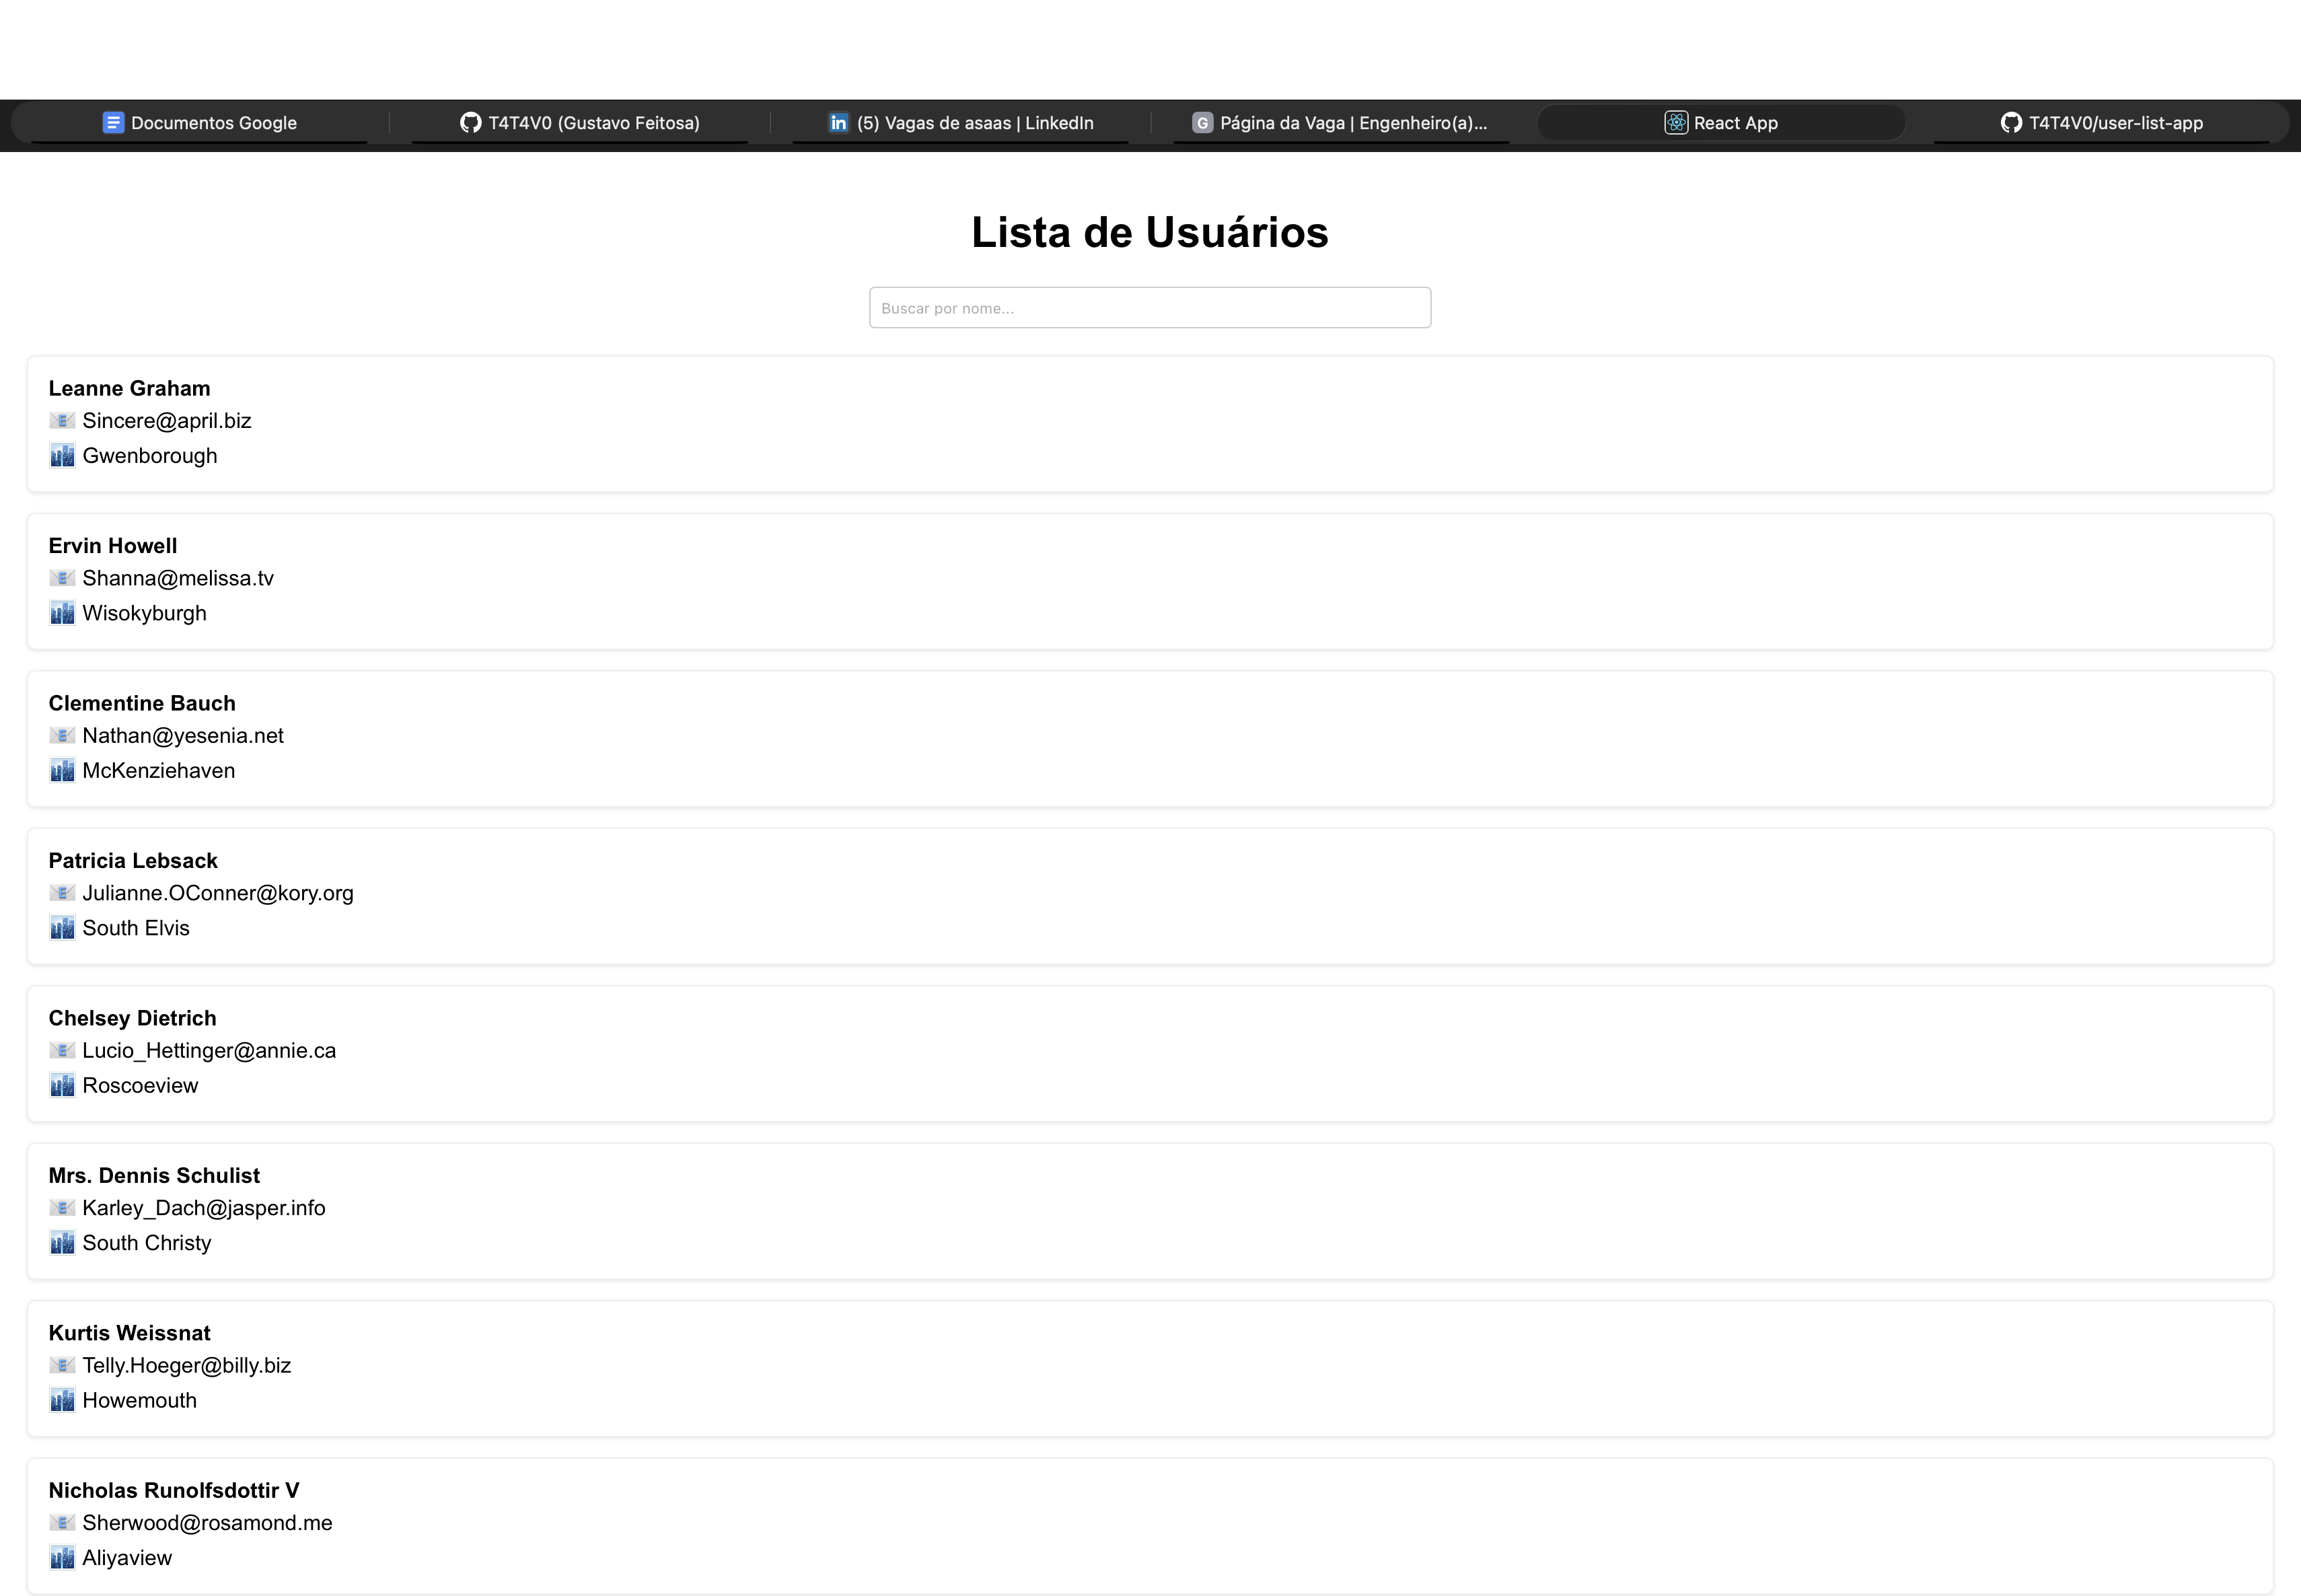 Documentos Google
T4T4V0 (Gustavo Feitosa)
(5) Vagas de asaas | LinkedIn
G Página da Vaga | Engenheiro(a)...
React App
T4T4V0/user-list-app
Lista de Usuários
Buscar por nome...
Leanne Graham
Sincere@april.biz
Gwenborough
Ervin Howell
Shanna@melissa.tv
Wisokyburgh
Clementine Bauch
Nathan@yesenia.net
McKenziehaven
Patricia Lebsack
Julianne.OConner@kory.org
South Elvis
Chelsey Dietrich
Lucio_Hettinger@annie.ca
Roscoeview
Mrs. Dennis Schulist
Karley_Dach@jasper.info
South Christy
Kurtis Weissnat
Telly.Hoeger@billy.biz
Howemouth
Nicholas Runolfsdottir V
Sherwood@rosamond.me
Aliyaview